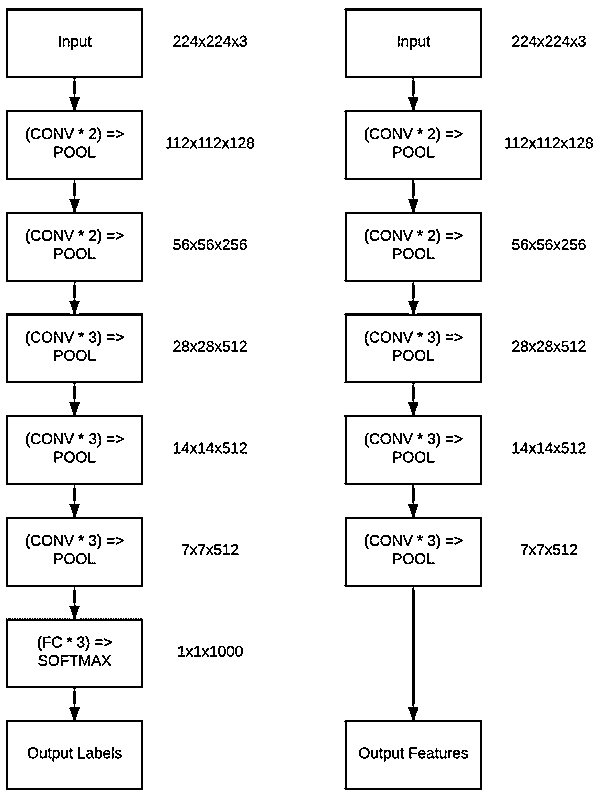 Input
224x224x3
(CONV * 2) =>
POOL
112x112x128
(CONV * 2) =>
POOL
56x56x256
(CONV * 3) =>
POOL
28x28x512
(CONV * 3) =>
POOL
14x14x512
(CONV * 3) =>
POOL
7x7x512
(FC * 3) =>
SOFTMAX
1x1x1000
Output Labels
Input
224x224x3
(CONV * 2) =>
POOL
112x112x128
(CONV * 2) =>
POOL
56x56x256
(CONV * 3) =>
POOL
28x28x512
(CONV * 3) =>
POOL
14x14x512
(CONV * 3) =>
POOL
7x7x512
Output Features